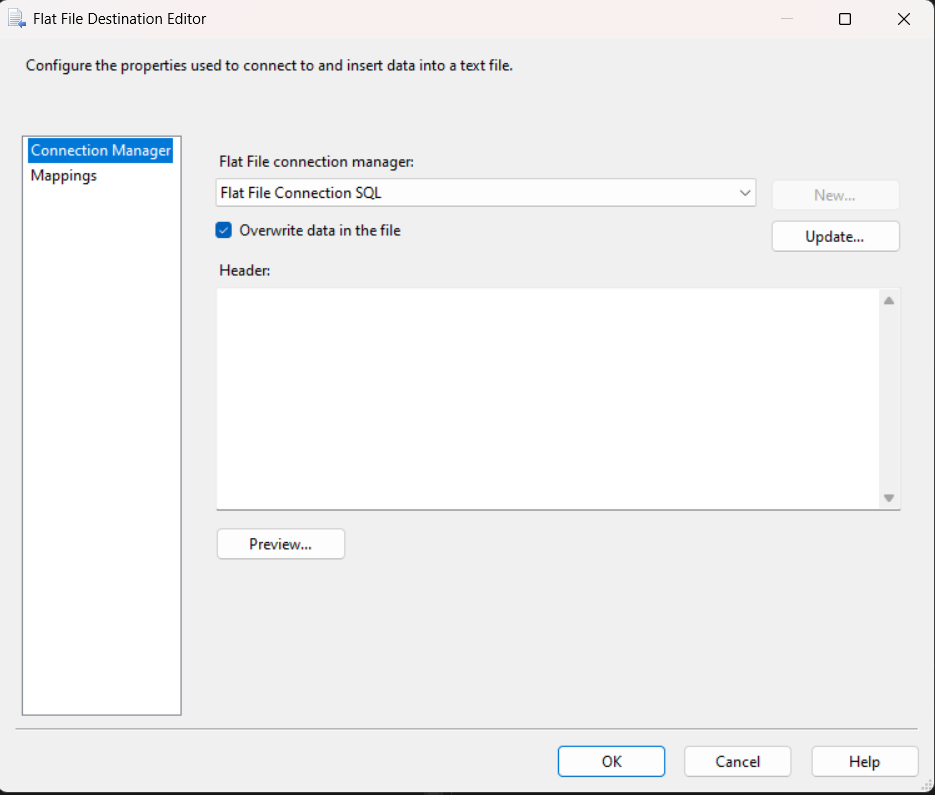 Flat File Destination Editor
Configure the properties used to connect to and insert data into a text file.
Connection Manager
Mappings
Flat File connection manager:
Flat File Connection SQL
New...
Overwrite data in the file
Update...
Header:
Preview...
OK
Cancel
Help